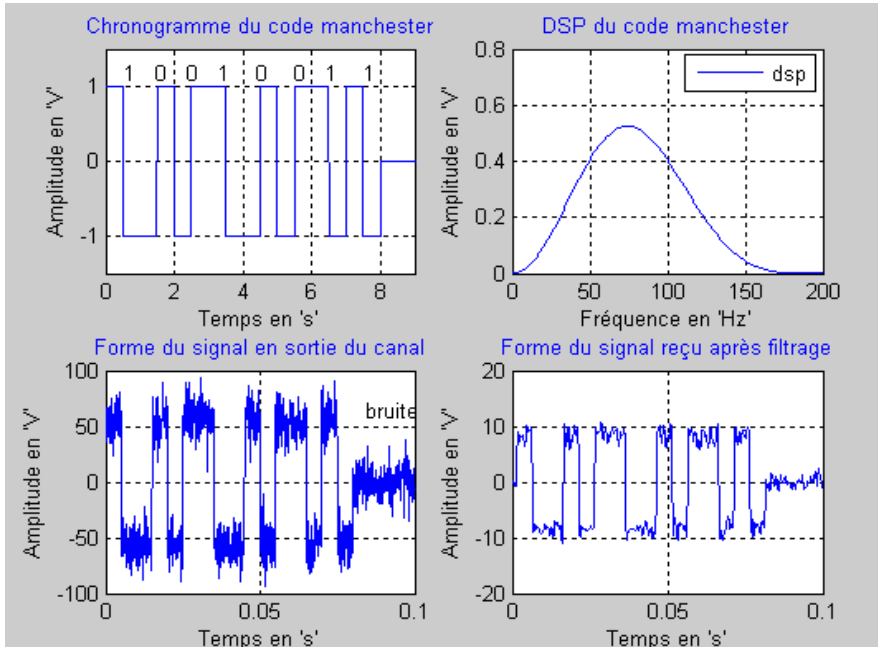 Chronogramme du code manchester
1 0 0 1 0 0 1 1
1
0
-1
0 2 4 6 8
Amplitude en 'V'
Temps en 's'
DSP du code manchester
dsp
0.8
0.6
0.4
0.2
0
0 50 100 150 200
Amplitude en 'V'
Fréquence en 'Hz'
Forme du signal en sortie du canal
bruite
100
50
0
-50
-100
0 0.05 0.1
Amplitude en 'V'
Temps en 's'
Forme du signal reçu après filtrage
20
10
0
-10
-20
0 0.05 0.1
Amplitude en 'V'
Temps en 's'